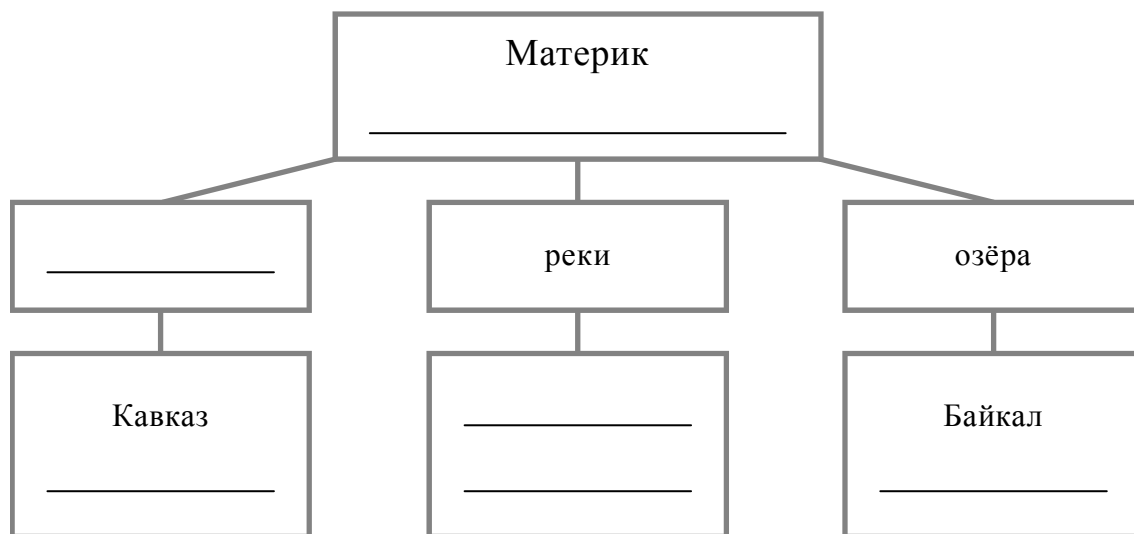 Материк
реки
озёра
Кавказ
Байкал